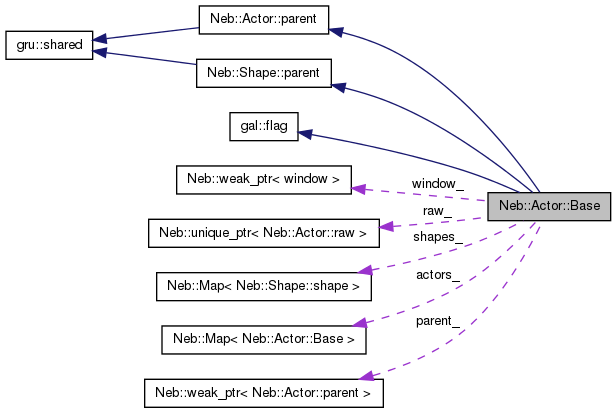 Neb::Actor::parent
gru::shared
Neb::Shape::parent
gal::flag
Neb::weak_ptr< window >
window_
Neb::Actor::Base
raw_
Neb::unique_ptr< Neb::Actor::raw >
shapes_
Neb::Map< Neb::Shape::shape >
actors_
Neb::Map< Neb::Actor::Base >
parent_
Neb::weak_ptr< Neb::Actor::parent >